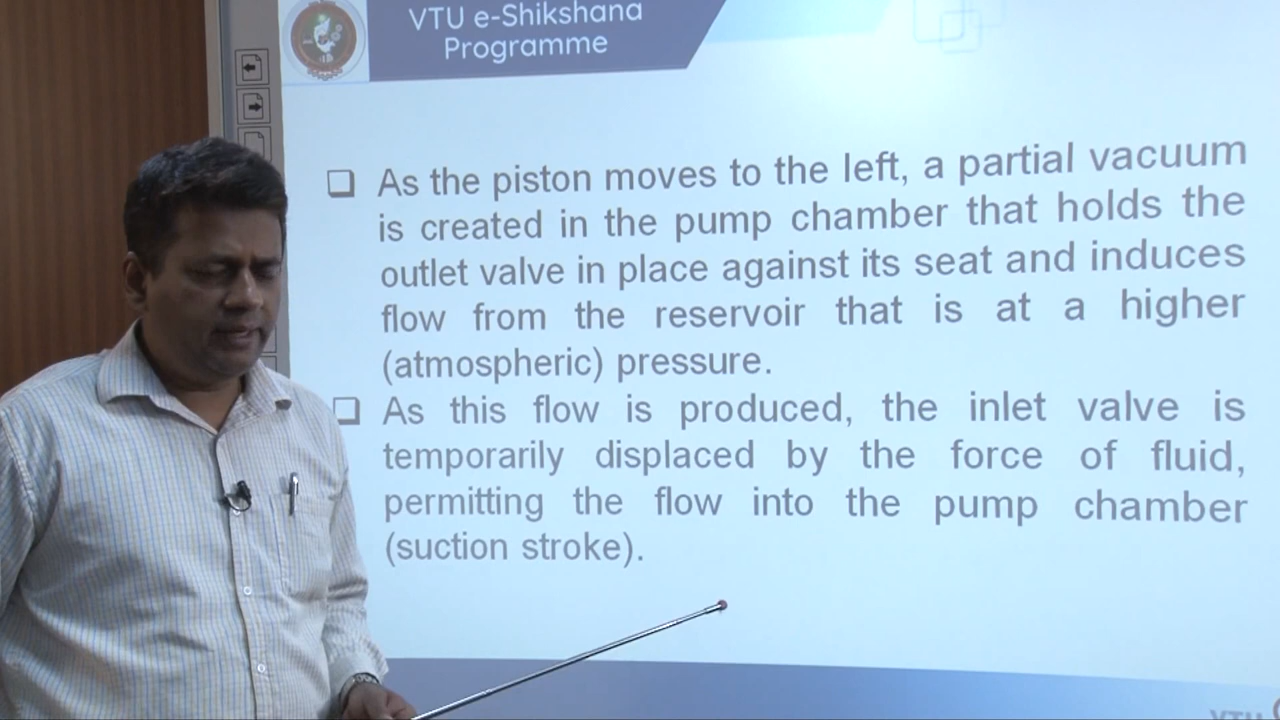 VTU e-Shikshana
Programme
❑ As the piston moves to the left, a partial vacuum
is created in the pump chamber that holds the
outlet valve in place against its seat and induces
flow from the reservoir that is at a higher
(atmospheric) pressure.
❑ As this flow is produced, the inlet valve is
temporarily displaced by the force of fluid,
permitting the flow into the pump chamber
(suction stroke).
VTU